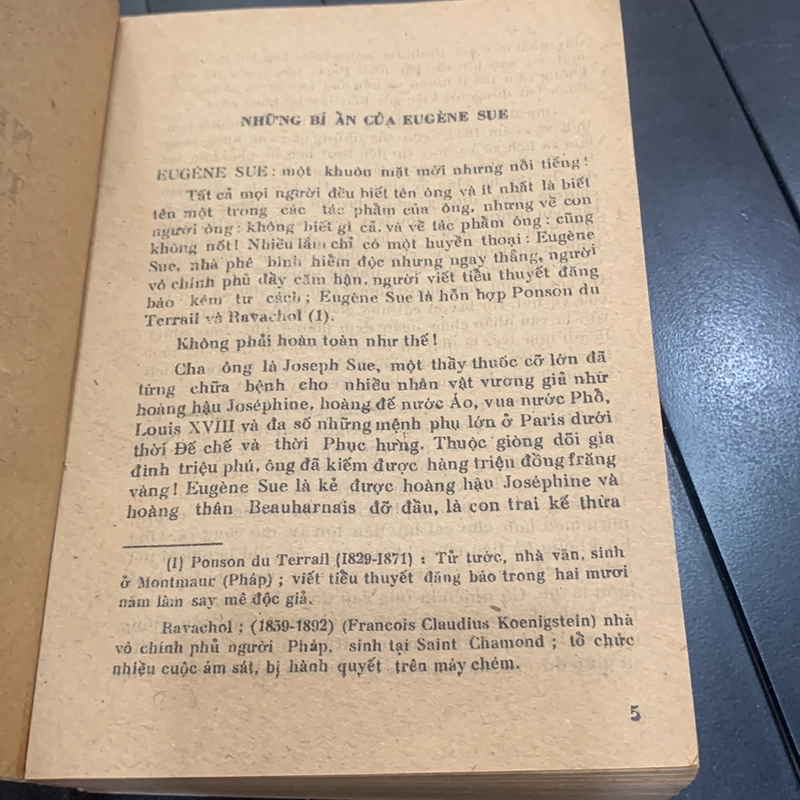 NHỮNG BÍ ẨN CỦA EUGÈNE SUE
EUGÈNE SUE : một khuôn mặt mới nhưng nổi tiếng !
Tất cả mọi người đều biết tên ông và ít nhất là biết
tên một trong các tác phẩm của ông, nhưng về con
người ông : không biết gì cả, và về tác phẩm ông : cũng
không nốt ! Nhiều lắm chỉ có một huyền thoại : Eugène
Sue, nhà phê bình hiểm độc nhưng ngay thẳng, người
vô chính phủ đầy căm hận, người viết tiểu thuyết đăng
báo kém tư cách ; Eugène Sue là hỗn hợp Ponson du
Terrail và Ravachol (1).
Không phải hoàn toàn như thế !
Cha ông là Joseph Sue, một thầy thuốc cỡ lớn đã
từng chữa bệnh cho nhiều nhân vật vương giả như
hoàng hậu Joséphine, hoàng đế nước Áo, vua nước Phổ,
Louis XVIII và đa số những mệnh phụ lớn ở Paris dưới
thời Đế chế và thời Phục hưng. Thuộc giòng dõi gia
đình triệu phú, ông đã kiếm được hàng triệu đồng frăng
vàng ! Eugène Sue là kẻ được hoàng hậu Joséphine và
hoàng thân Beauharnais đỡ đầu, là con trai kế thừa
(1) Ponson du Terrail (1829-1871) : Tử tước, nhà văn, sinh
ở Montmaur (Pháp) ; viết tiểu thuyết đăng báo trong hai mươi
năm làm say mê độc giả.
Ravachol ; (1859-1892) (Francois Claudius Koenigstein) nhà
vô chính phủ người Pháp, sinh tại Saint Chamond ; tổ chức
nhiều cuộc ám sát, bị hành quyết trên máy chém.
5